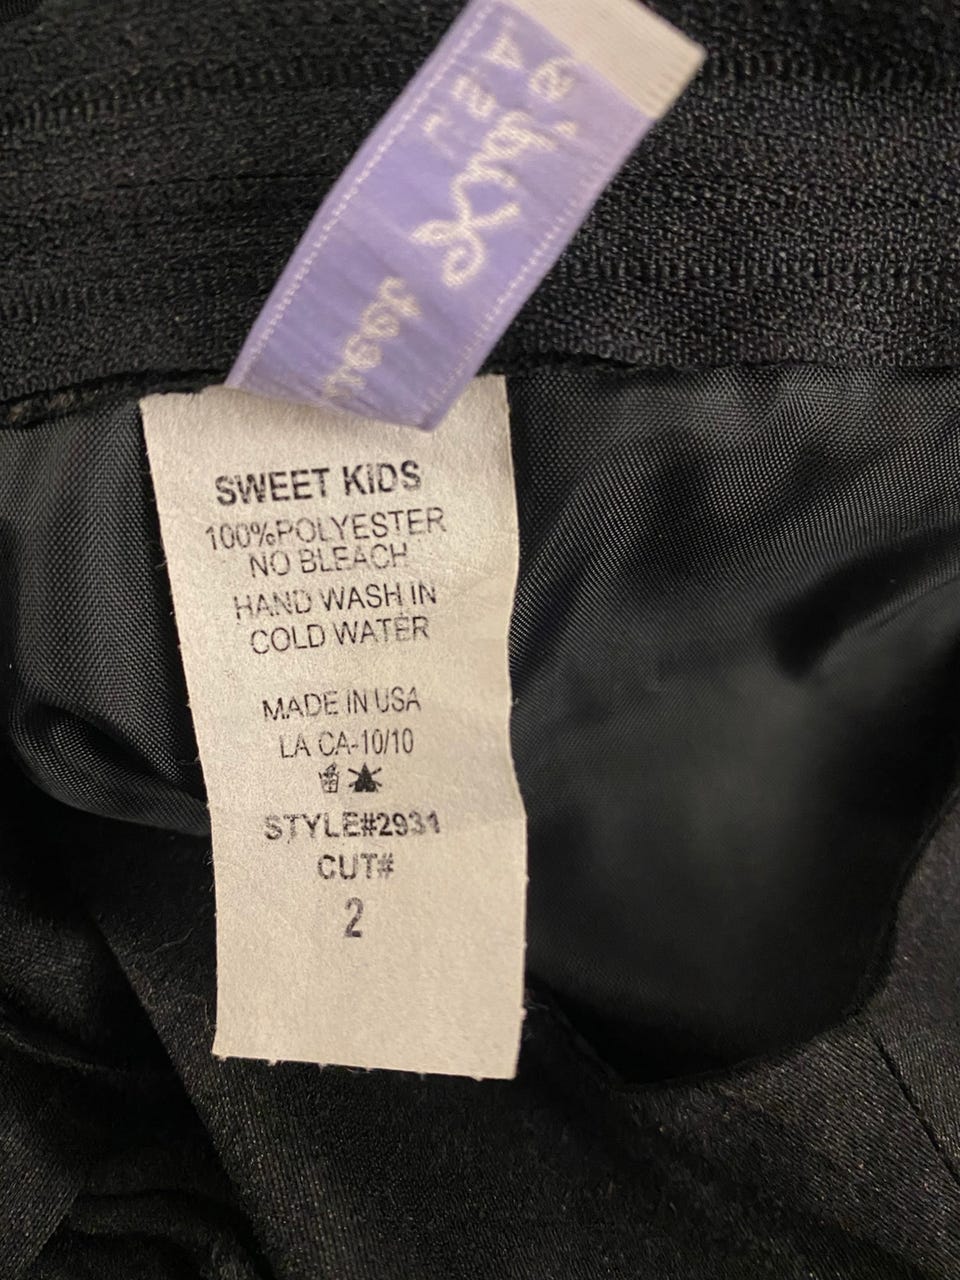 SWEET KIDS
100%POLYESTER
NO BLEACH
HAND WASH IN
COLD WATER
MADE IN USA
LA CA-10/10
STYLE#2931
CUT#
2